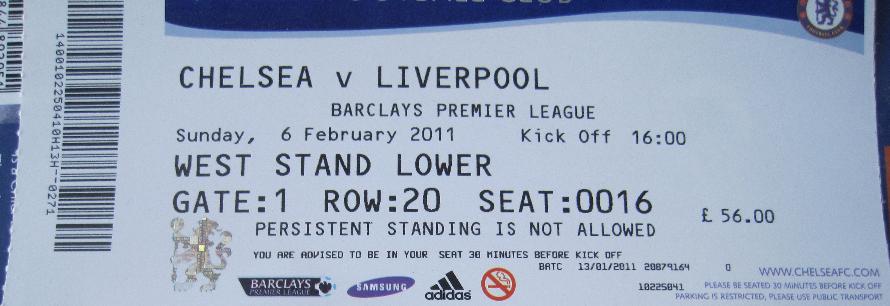 CHELSEA v LIVERPOOL
BARCLAYS PREMIER LEAGUE
Sunday, 6 February 2011 Kick Off 16:00
WEST STAND LOWER
GATE:1 ROW:20 SEAT:0016
£ 56.00
PERSISTENT STANDING IS NOT ALLOWED
YOU ARE ADVISED TO BE IN YOUR SEAT 30 MINUTES BEFORE KICK OFF
BATC 13/01/2011 20879164 0
10225041
WWW.CHELSEAFC.COM
PLEASE BE SEATED 30 MINUTES BEFORE KICK OFF
PARKING IS RESTRICTED, PLEASE USE PUBLIC TRANSPORT
BARCLAYS
PREMIER LEAGUE
SAMSUNG
adidas
1400102250410H13H--0271